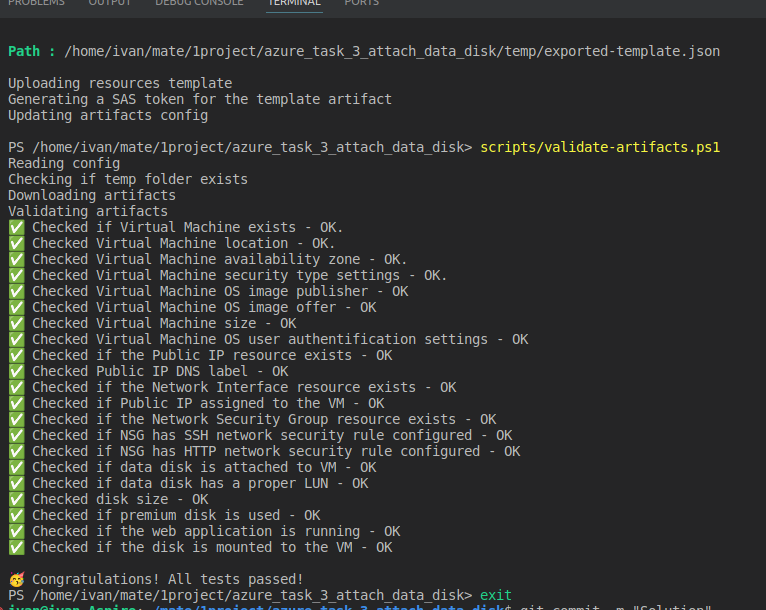 PROBLEMS OUTPUT DEBUG CONSOLE TERMINAL PORTS
Path : /home/ivan/mate/1project/azure_task_3_attach_data_disk/temp/exported-template.json
Uploading resources template
Generating a SAS token for the template artifact
Updating artifacts config
PS /home/ivan/mate/1project/azure_task_3_attach_data_disk> scripts/validate-artifacts.ps1
Reading config
Checking if temp folder exists
Downloading artifacts
Validating artifacts
✅ Checked if Virtual Machine exists - OK.
✅ Checked Virtual Machine location - OK.
✅ Checked Virtual Machine availability zone - OK.
✅ Checked Virtual Machine security type settings - OK.
✅ Checked Virtual Machine OS image publisher - OK
✅ Checked Virtual Machine OS image offer - OK
✅ Checked Virtual Machine size - OK
✅ Checked Virtual Machine OS user authentification settings - OK
✅ Checked if the Public IP resource exists - OK
✅ Checked Public IP DNS label - OK
✅ Checked if the Network Interface resource exists - OK
✅ Checked if Public IP assigned to the VM - OK
✅ Checked if the Network Security Group resource exists - OK
✅ Checked if NSG has SSH network security rule configured - OK
✅ Checked if NSG has HTTP network security rule configured - OK
✅ Checked if data disk is attached to VM - OK
✅ Checked if data disk has a proper LUN - OK
✅ Checked disk size - OK
✅ Checked if premium disk is used - OK
✅ Checked if the web application is running - OK
✅ Checked if the disk is mounted to the VM - OK
🥳 Congratulations! All tests passed!
PS /home/ivan/mate/1project/azure_task_3_attach_data_disk> exit
git commit -m "Solution"